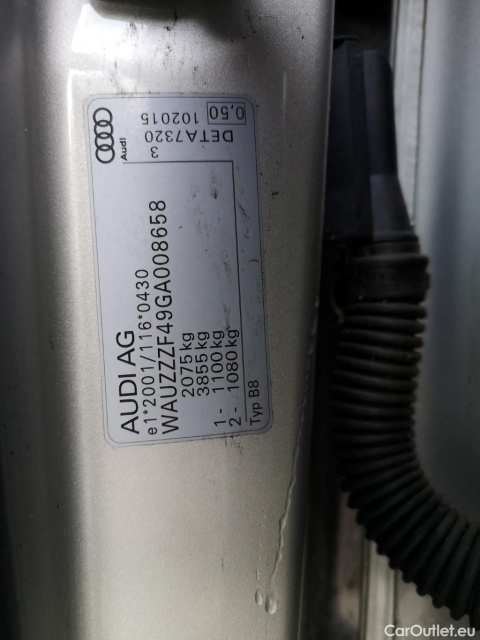 AUDI AG
e1*2001/116*0430
WAUZZZF49GA008658
2075 kg
3855 kg
1- 1100 kg
2- 1080 kg
Typ B8
3
DETA7320
102015 0,50
Audi
CarOutlet.eu